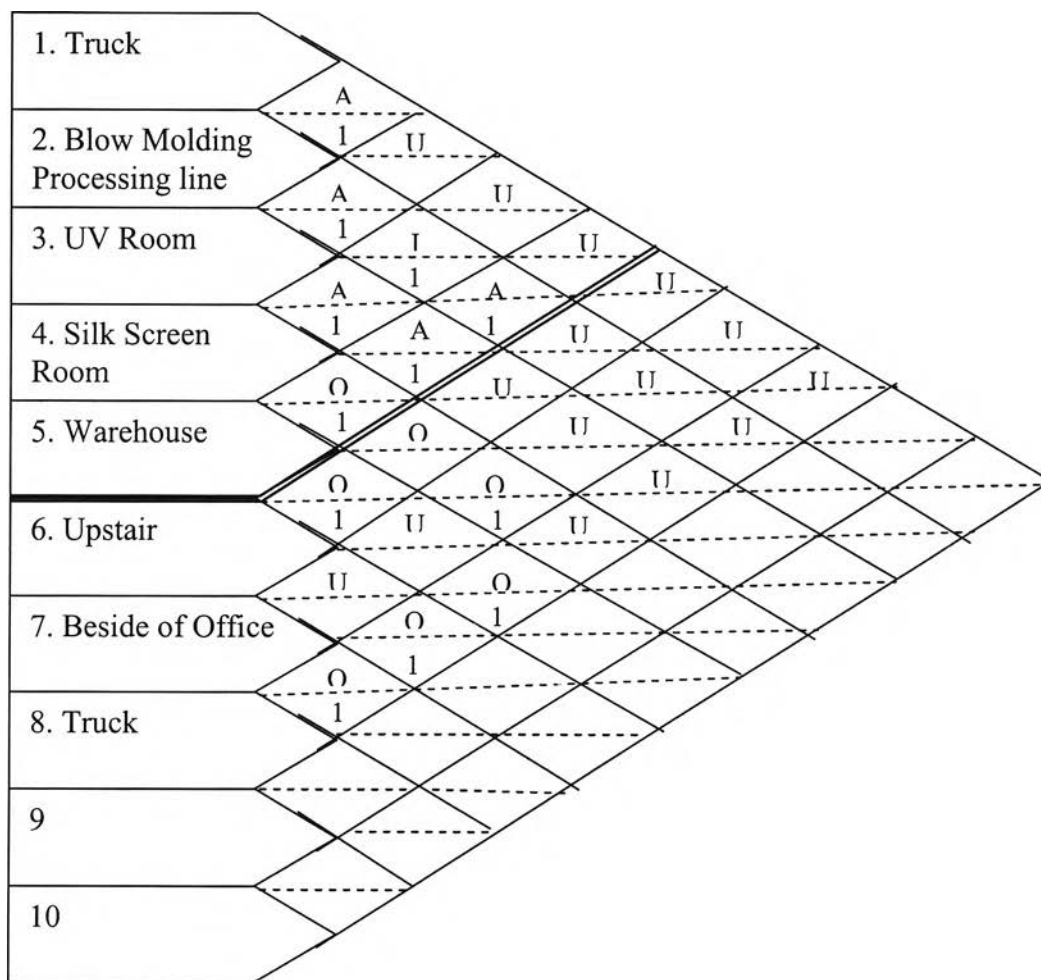 1. Truck
A
2. Blow Molding
1 U
Processing line
A U
3. UV Room
1 I U
1 U
A A
4. Silk Screen
1 A 1 U U
Room
1 U U U
O
5. Warehouse
1 O U U
O O U
6. Upstair
1 U 1 U
U O
7. Beside of Office
O 1
1
O
8. Truck
1
9
10